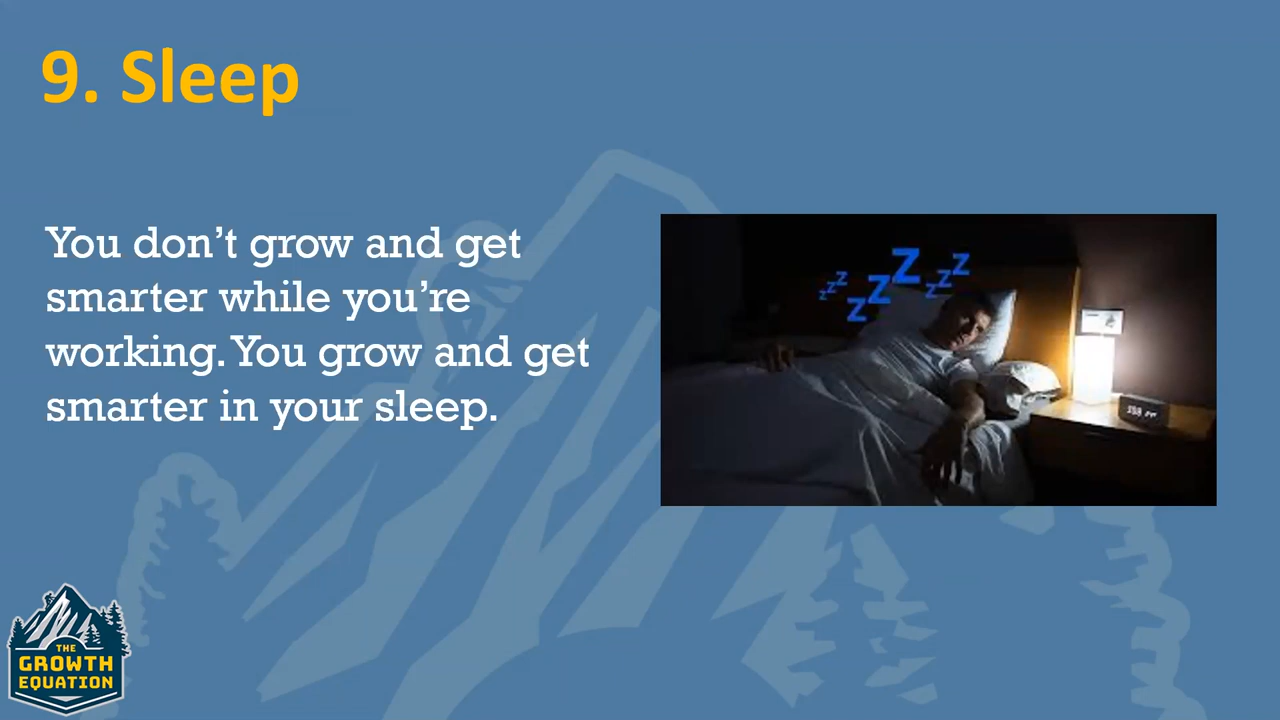 9. Sleep
You don't grow and get
smarter while you're
working. You grow and get
smarter in your sleep.
z z z z z z z z z
THE
GROWTH
EQUATION